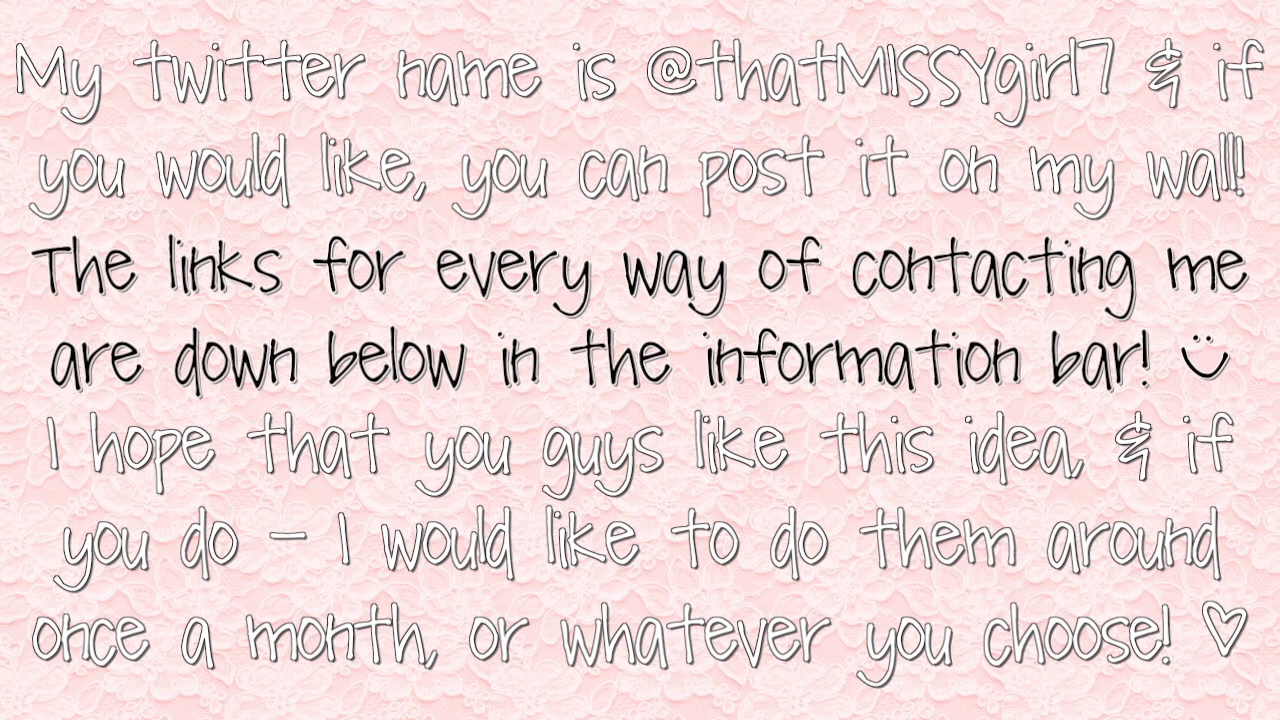 My twitter name is @thatMISSYgirl7 & if
you would like, you can post it on my wall!
The links for every way of contacting me
are down below in the information bar! ü
I hope that you guys like this idea, & if
you do - I would like to do them around
once a month, or whatever you choose! ♡